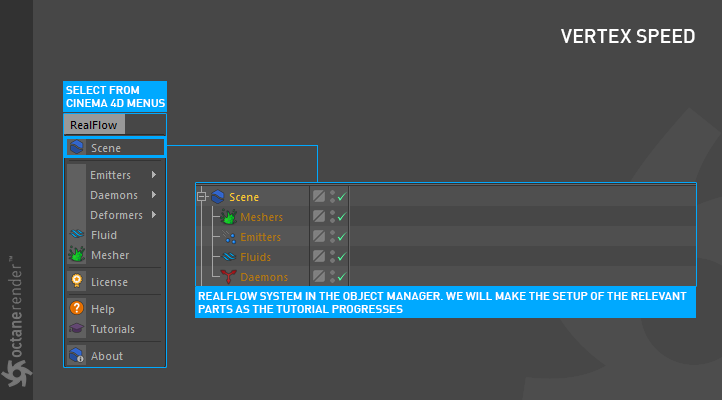 VERTEX SPEED
SELECT FROM
CINEMA 4D MENUS
RealFlow
Scene
Emitters
Daemons
Deformers
Fluid
Mesher
License
Help
Tutorials
About
Scene
Meshers
Emitters
Fluids
Daemons
REALFLOW SYSTEM IN THE OBJECT MANAGER. WE WILL MAKE THE SETUP OF THE RELEVANT
PARTS AS THE TUTORIAL PROGRESSES
octanerender™